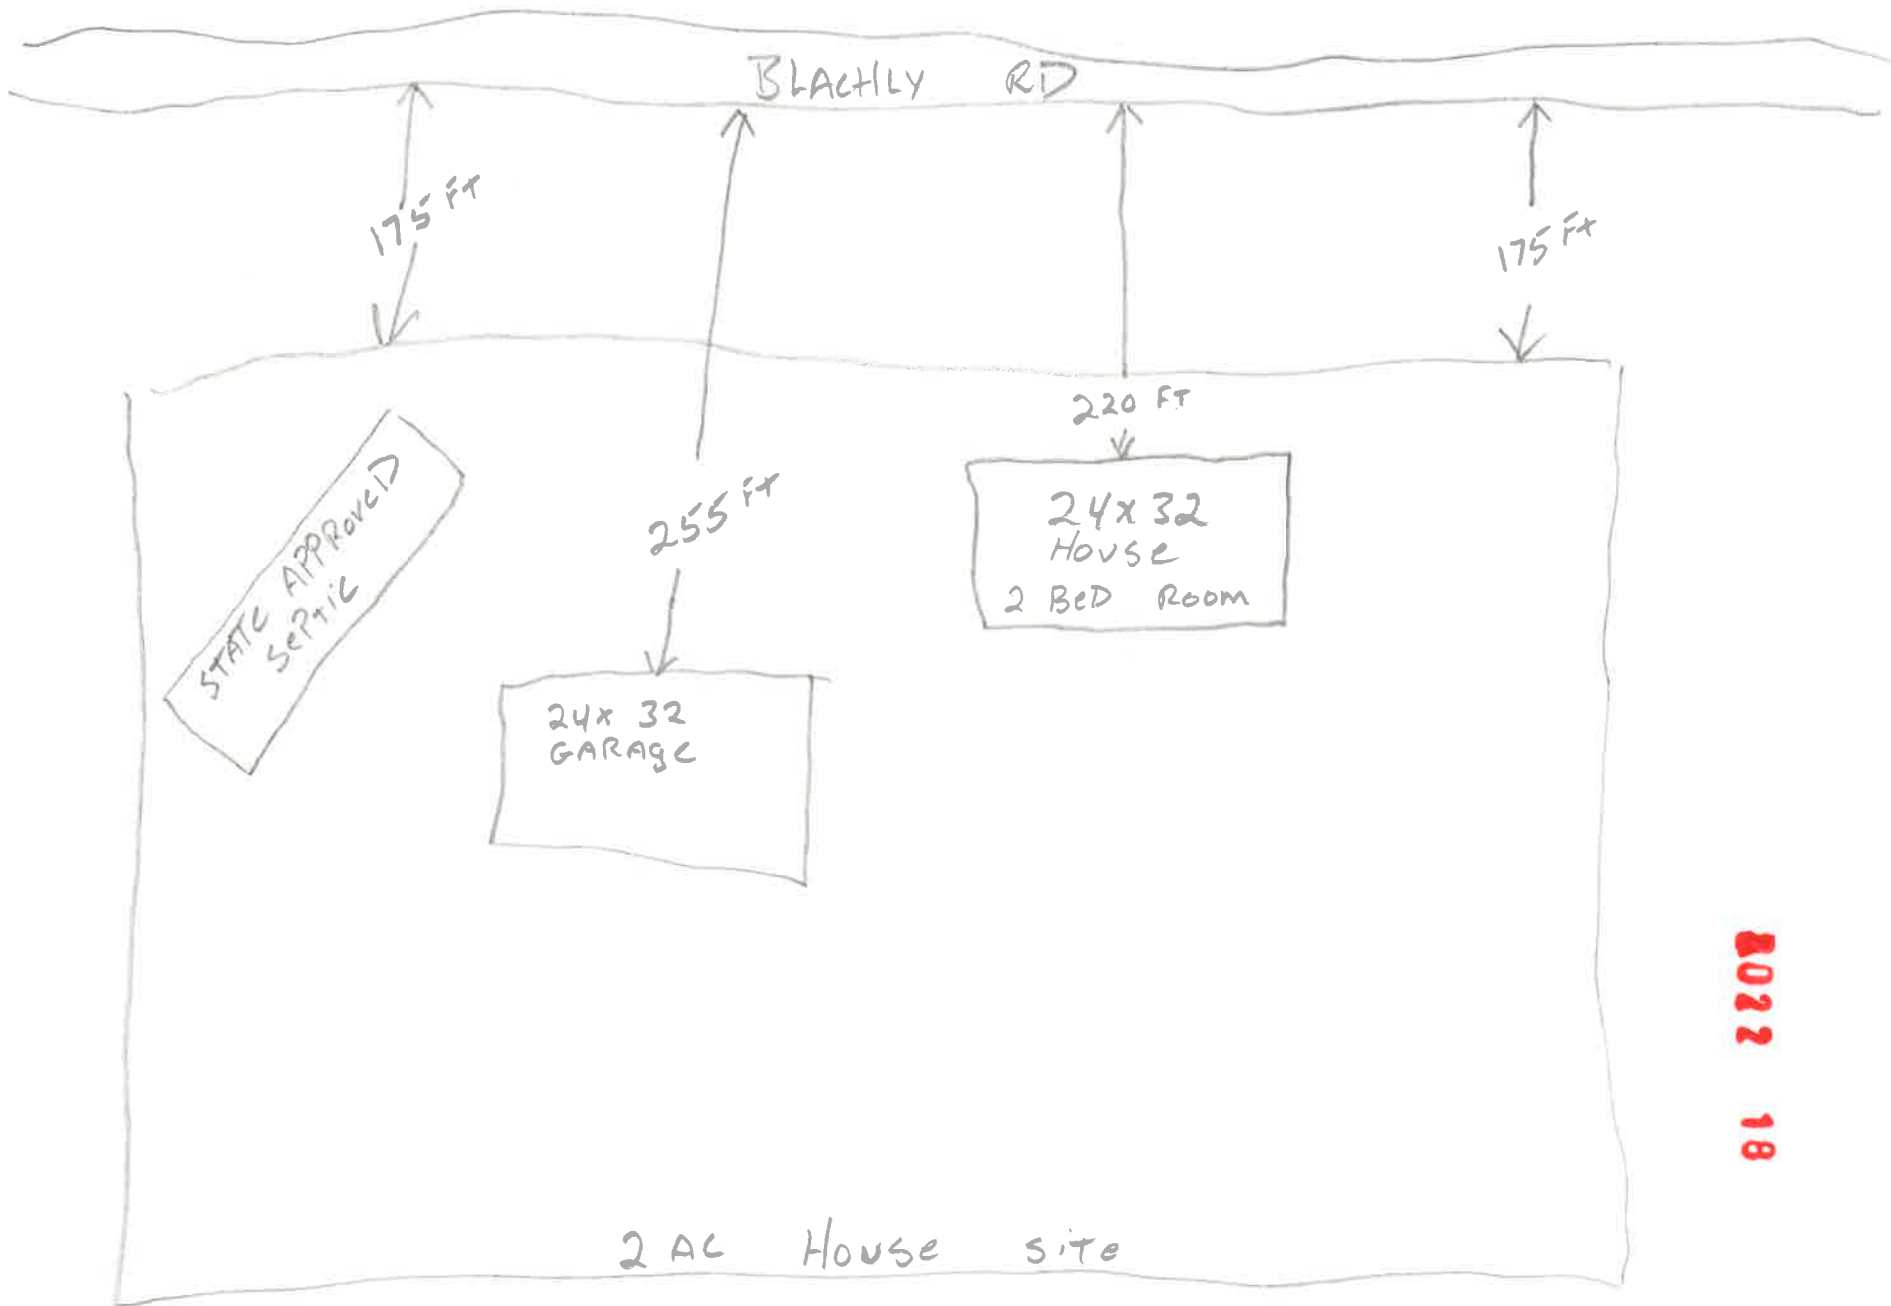 BLACHLY RD
175 FT
175 FT
220 FT
255 FT
24x32
House
2 BeD Room
STATE APPROVeD
SePTiC
24x 32
GARAge
18
2 AC House SiTe